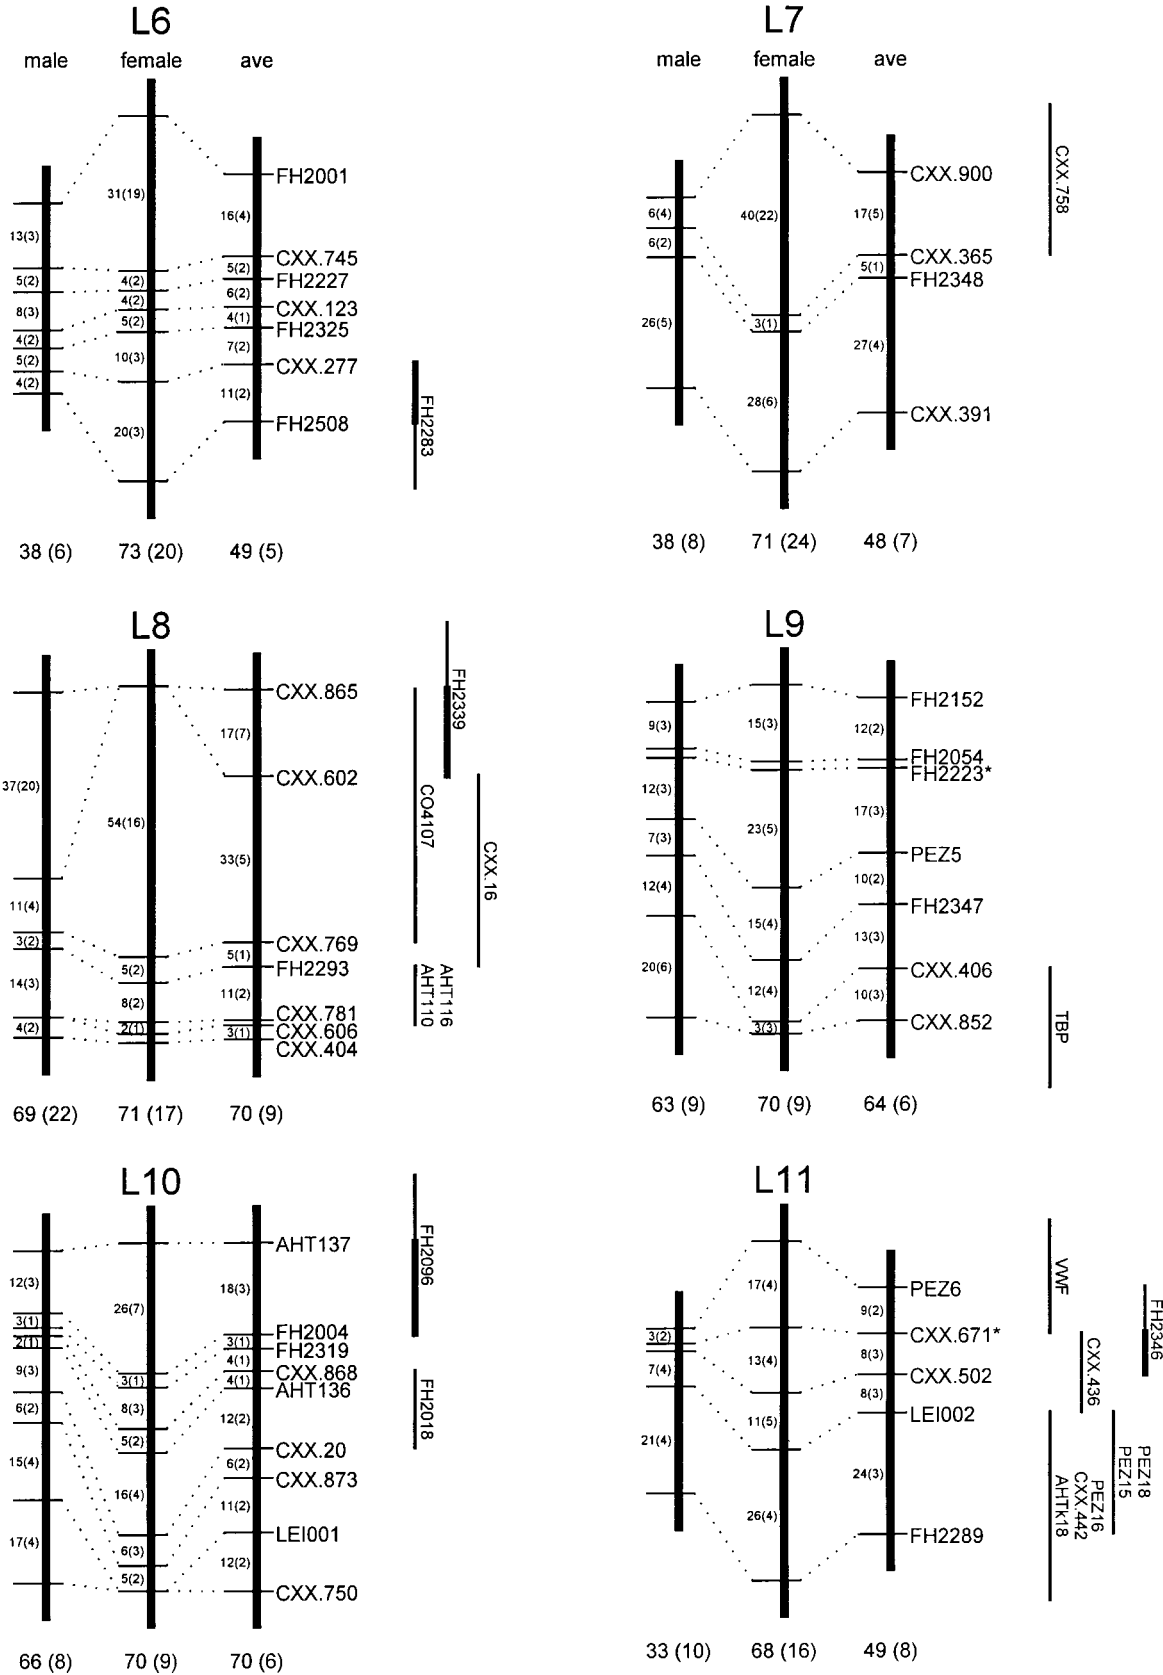 L6
male female ave
31(19)
13(3)
5(2)
8(3)
4(2)
5(2)
4(2)
4(2)
4(2)
5(2)
10(3)
20(3)
16(4)
5(2)
6(2)
4(1)
7(2)
11(2)
FH2001
CXX.745
FH2227
CXX.123
FH2325
CXX.277
FH2508
FH2283
38 (6) 73 (20) 49 (5)
L7
male female ave
6(4)
6(2)
26(5)
40(22)
3(1)
28(6)
17(5)
5(1)
27(4)
CXX.900
CXX.365
FH2348
CXX.391
CXX.758
38 (8) 71 (24) 48 (7)
L8
37(20)
11(4)
3(2)
14(3)
4(2)
54(16)
5(2)
8(2)
2(1)
17(7)
33(5)
5(1)
11(2)
3(1)
CXX.865
CXX.602
CXX.769
FH2293
CXX.781
CXX.606
CXX.404
FH2339
CO4107
CXX.16
AHT116
AHT110
69 (22) 71 (17) 70 (9)
L9
9(3)
12(3)
7(3)
12(4)
20(6)
15(3)
23(5)
15(4)
12(4)
3(3)
12(2)
17(3)
10(2)
13(3)
10(3)
FH2152
FH2054
FH2223*
PEZ5
FH2347
CXX.406
CXX.852
TBP
63 (9) 70 (9) 64 (6)
L10
12(3)
3(1)
2(1)
9(3)
6(2)
15(4)
17(4)
26(7)
3(1)
8(3)
5(2)
16(4)
6(3)
5(2)
18(3)
3(1)
4(1)
4(1)
12(2)
6(2)
11(2)
12(2)
AHT137
FH2004
FH2319
CXX.868
AHT136
CXX.20
CXX.873
LEI001
CXX.750
FH2096
FH2018
66 (8) 70 (9) 70 (6)
L11
3(2)
7(4)
21(4)
17(4)
13(4)
11(5)
26(4)
9(2)
8(3)
8(3)
24(3)
PEZ6
CXX.671*
CXX.502
LEI002
FH2289
VWF
FH2346
CXX.436
PEZ18
PEZ15
PEZ16
CXX.442
AHTk18
33 (10) 68 (16) 49 (8)